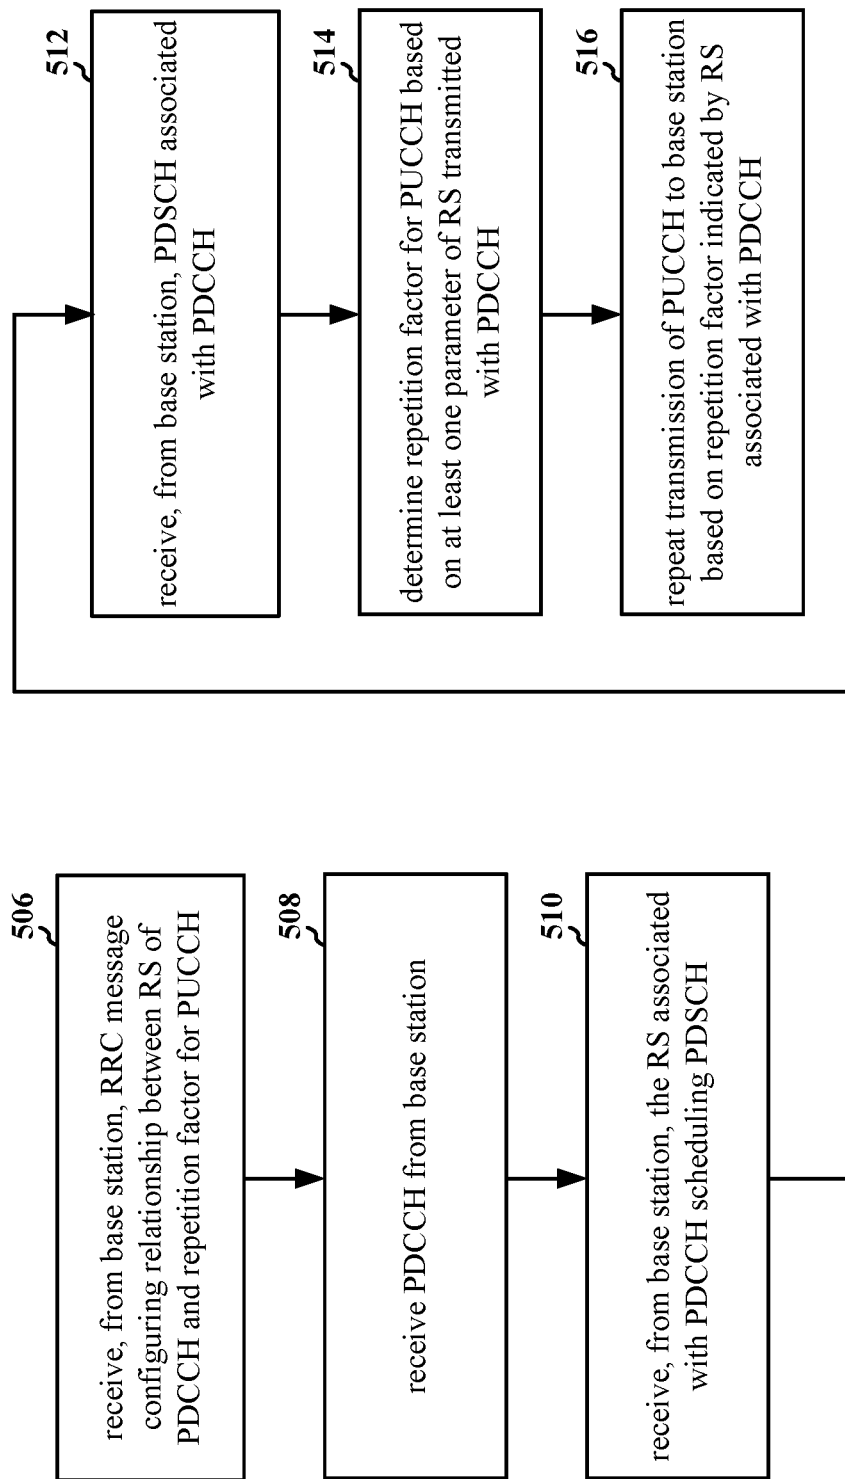 506
receive, from base station, RRC message
configuring relationship between RS of
PDCCH and repetition factor for PUCCH
508
receive PDCCH from base station
510
receive, from base station, the RS associated
with PDCCH scheduling PDSCH
512
receive, from base station, PDSCH associated
with PDCCH
514
determine repetition factor for PUCCH based
on at least one parameter of RS transmitted
with PDCCH
516
repeat transmission of PUCCH to base station
based on repetition factor indicated by RS
associated with PDCCH